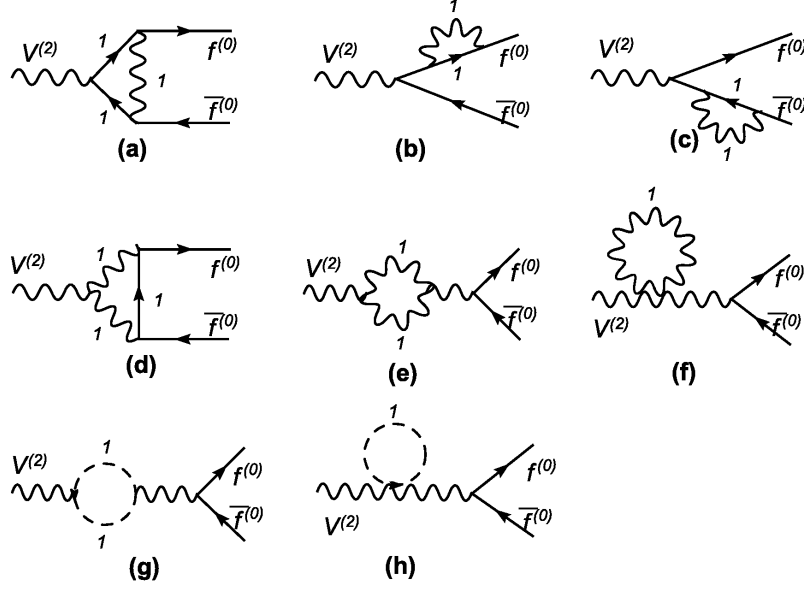 V(2) 1 1 1 f(0) f̅(0)
(a)
V(2) 1 1 f(0) f̅(0)
(b)
V(2) 1 1 f(0) f̅(0)
(c)
V(2) 1 1 1 f(0) f̅(0)
(d)
V(2) 1 1 f(0) f̅(0)
(e)
1 V(2) f(0) f̅(0)
(f)
V(2) 1 1 f(0) f̅(0)
(g)
1 V(2) f(0) f̅(0)
(h)